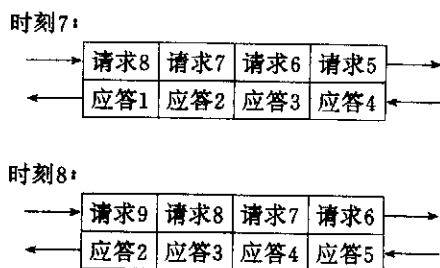 时刻7:
请求8 请求7 请求6 请求5
应答1 应答2 应答3 应答4
时刻8:
请求9 请求8 请求7 请求6
应答2 应答3 应答4 应答5